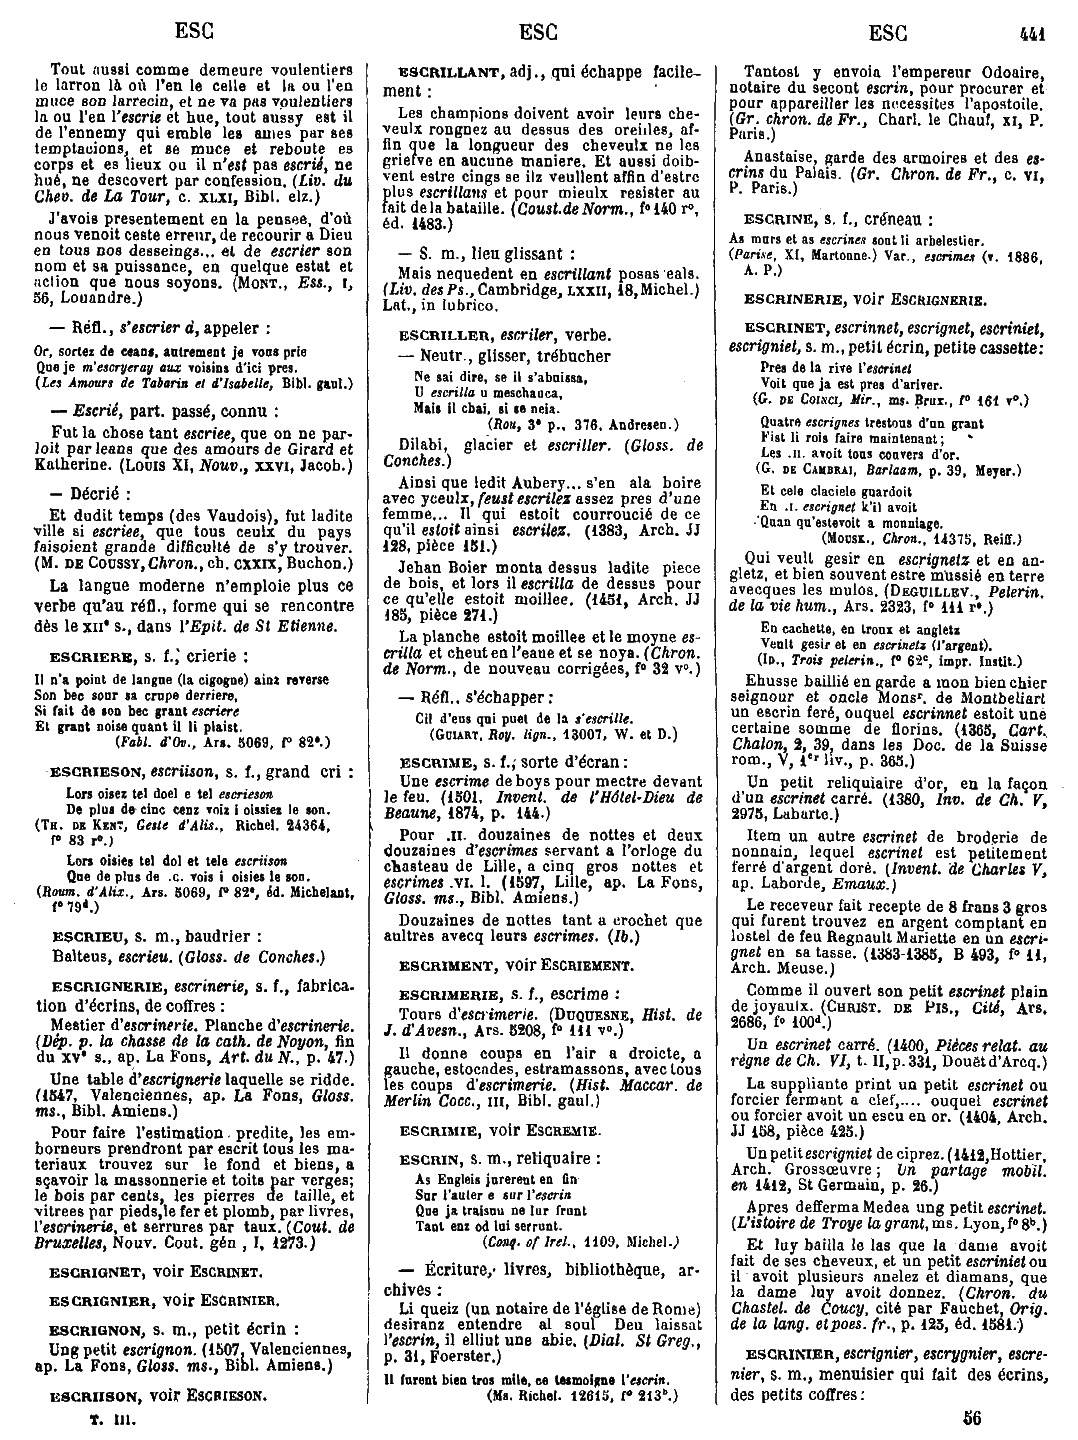 ESC
ESC
ESC
441
Tout aussi comme demeure voulentiers
le larron là où l'en le celle et la ou l'en
muce son larrecin, et ne va pas voulentiers
la ou l'en l'escrie et hue, tout aussy est il
de l'ennemy qui emble les ames par ses
temptacions, et se muce et reboute es
corps et es lieux ou il n'est pas escrié, ne
hué, ne descovert par confession. (Liv. du
Chev. de La Tour, c. XLXI, Bibl. elz.)
J'avois presentement en la pensee, d'où
nous venoit ceste erreur, de recourir a Dieu
en tous nos desseings... et de escrier son
nom et sa puissance, en quelque estat et
action que nous soyons. (MONT., Ess., I,
56, Louandre.)
— Réfl., s'escrier à, appeler :
Or, sortez de ceans, autrement je vous prie
Que je m'escryeray aux voisins d'ici pres.
(Les Amours de Tabarin et d'Isabelle, Bibl. gaul.)
— Escrié, part. passé, connu :
Fut la chose tant escriee, que on ne par-
loit par leans que des amours de Girard et
Katherine. (LOUIS XI, Nouv., XXVI, Jacob.)
— Décrié :
Et dudit temps (des Vaudois), fut ladite
ville si escriee, que tous ceulx du pays
faisoient grande difficulté de s'y trouver.
(M. DE COUSSY, Chron., ch. CXXIX, Buchon.)
La langue moderne n'emploie plus ce
verbe qu'au réfl., forme qui se rencontre
dès le XIIe s., dans l'Epit. de St Etienne.
ESCRIERE, s. f., crierie :
Il n'a point de langue (la cigogne) ainz reverse
Son bec sour sa crupe derriere,
Si fait de son bec grant escriere
Et grant noise quant il li plaist.
(Fabl. d'Ov., Ars. 5069, f° 82e.)
ESCRIESON, escriison, s. f., grand cri :
Lors oisez tel doel e tel escrieson
De plus de cinc cenz voiz i oissiez le son.
(TH. DE KENT, Geste d'Alis., Richel. 24364,
f° 83 r°.)
Lors oisies tel dol et tele escriison
Que de plus de .c. vois i oisies le son.
(Roum. d'Alix., Ars. 5069, f° 82e, éd. Michelant,
f° 79d.)
ESCRIEU, s. m., baudrier :
Balteus, escrieu. (Gloss. de Conches.)
ESCRIGNERIE, escrinerie, s. f., fabrica-
tion d'écrins, de coffres :
Mestier d'escrinerie. Planche d'escrinerie.
(Dép. p. la chasse de la cath. de Noyon, fin
du XVe s., ap. La Fons, Art. du N., p. 47.)
Une table d'escrignerie laquelle se ridde.
(1547, Valenciennes, ap. La Fons, Gloss.
ms., Bibl. Amiens.)
Pour faire l'estimation predite, les em-
borneurs prendront par escrit tous les ma-
teriaux trouvez sur le fond et biens, a
sçavoir la massonnerie et toits par verges;
le bois par cents, les pierres de taille, et
vitrees par pieds, le fer et plomb, par livres,
l'escrinerie, et serrures par taux. (Cout. de
Bruxelles, Nouv. Cout. gén, I, 1273.)
ESCRIGNET, voir ESCRINET.
ESCRIGNIER, voir ESCRINIER.
ESCRIGNON, s. m., petit écrin :
Ung petit escrignon. (1507, Valenciennes,
ap. La Fons, Gloss. ms., Bibl. Amiens.)
ESCRIISON, voir ESCRIESON.
T. III.
ESCRILLANT, adj., qui échappe facile-
ment :
Les champions doivent avoir leurs che-
veulx rongnez au dessus des oreilles, af-
fin que la longueur des cheveulx ne les
griefve en aucune maniere. Et aussi doib-
vent estre cings se ilz veullent affin d'estre
plus escrillans et pour mieulx resister au
fait de la bataille. (Coust. de Norm., f° 140 r°,
éd. 1483.)
— S. m., lieu glissant :
Mais nequedent en escrillant posas eals.
(Liv. des Ps., Cambridge, LXXII, 18, Michel.)
Lat., in lubrico.
ESCRILLER, escriler, verbe.
— Neutr., glisser, trébucher
Ne sai dire, se il s'abaissa,
U escrilla u meschauca,
Mais il chai, si se neia.
(Rou, 3e p., 376, Andresen.)
Dilabi, glacier et escriller. (Gloss. de
Conches.)
Ainsi que ledit Aubery... s'en ala boire
avec yceulx, feust escrilez assez pres d'une
femme... Il qui estoit courroucié de ce
qu'il estoit ainsi escrilez. (1383, Arch. JJ
128, pièce 151.)
Jehan Boier monta dessus ladite piece
de bois, et lors il escrilla de dessus pour
ce qu'elle estoit moillee. (1451, Arch. JJ
185, pièce 271.)
La planche estoit moillee et le moyne es-
crilla et cheut en l'eaue et se noya. (Chron.
de Norm., de nouveau corrigées, f° 32 v°.)
— Réfl., s'échapper :
Cil d'eus qui puet de la s'escrille.
(GUIART, Roy. lign., 13007, W. et D.)
ESCRIME, s. f., sorte d'écran :
Une escrime de boys pour mectre devant
le feu. (1501, Invent. de l'Hôtel-Dieu de
Beaune, 1874, p. 144.)
Pour .II. douzaines de nottes et deux
douzaines d'escrimes servant a l'orloge du
chasteau de Lille, a cinq gros nottes et
escrimes .VI. l. (1597, Lille, ap. La Fons,
Gloss. ms., Bibl. Amiens.)
Douzaines de nottes tant a crochet que
aultres avecq leurs escrimes. (Ib.)
ESCRIMENT, voir ESCRIEMENT.
ESCRIMERIE, s. f., escrime :
Tours d'escrimerie. (DUQUESNE, Hist. de
J. d'Avesn., Ars. 5208, f° 111 v°.)
Il donne coups en l'air a droicte, a
gauche, estocades, estramassons, avec tous
les coups d'escrimerie. (Hist. Maccar. de
Merlin Cocc., III, Bibl. gaul.)
ESCRIMIE, voir ESCREMIE.
ESCRIN, s. m., reliquaire :
As Engleis jurerent en fin
Sur l'auter e sur l'escrin
Que ja traisun ne lur frunt
Tant enz od lui serrunt.
(Conq. of Irel., 1109, Michel.)
— Écriture, livres, bibliothèque, ar-
chives :
Li queiz (un notaire de l'église de Rome)
desiranz entendre al soul Deu laissat
l'escrin, il elliut une abie. (Dial. St Greg.,
p. 31, Foerster.)
Il furent bien tros mile, ce tesmoigne l'escrin.
(Ms. Richel. 12615, f° 213b.)
Tantost y envoia l'empereur Odoaire,
notaire du secont escrin, pour procurer et
pour appareiller les necessites l'apostoile.
(Gr. chron. de Fr., Charl. le Chauf, XI, P.
Paris.)
Anastaise, garde des armoires et des es-
crins du Palais. (Gr. Chron. de Fr., c. VI,
P. Paris.)
ESCRINE, s. f., créneau :
As murs et as escrines sont li arbelestier.
(Parise, XI, Martonne.) Var., escrimes (v. 1886,
A. P.)
ESCRINERIE, voir ESCRIGNERIE.
ESCRINET, escrinnet, escrignet, escriniet,
escrigniet, s. m., petit écrin, petite cassette :
Pres de la rive l'escrinet
Voit que ja est pres d'ariver.
(G. DE COINCI, Mir., ms. Brux., f° 161 v°.)
Quatre escrignes trestous d'un grant
Fist li rois faire maintenant;
Les .II. avoit tous couvers d'or.
(G. DE CAMBRAI, Barlaam, p. 39, Meyer.)
Et cele claciele guardoit
En .I. escrignet k'il avoit
Quan qu'estevoit a monnlage.
(MOUSK., Chron., 14375, Reiff.)
Qui veult gesir en escrignetz et en an-
gletz, et bien souvent estre mussié en terre
avecques les mulos. (DEGUILLEV., Pelerin.
de la vie hum., Ars. 2323, f° 111 r°.)
En cachette, en troux et angletz
Veult gesir et en escrinetz (l'argent).
(ID., Trois pelerin., f° 62c, impr. Instit.)
Ehusse baillié en garde a mon bien chier
seignour et oncle Monsr. de Montbeliart
un escrin feré, ouquel escrinnet estoit une
certaine somme de florins. (1365, Cart.
Chalon, 2, 39, dans les Doc. de la Suisse
rom., V, 1er liv., p. 365.)
Un petit reliquiaire d'or, en la façon
d'un escrinet carré. (1380, Inv. de Ch. V,
2975, Labarte.)
Item un autre escrinet de broderie de
nonnain, lequel escrinet est petitement
ferré d'argent doré. (Invent. de Charles V,
ap. Laborde, Emaux.)
Le receveur fait recepte de 8 frans 3 gros
qui furent trouvez en argent comptant en
lostel de feu Regnault Mariette en un escri-
gnet en sa tasse. (1383-1385, B 493, f° 11,
Arch. Meuse.)
Comme il ouvert son petit escrinet plain
de joyaulx. (CHRIST. DE PIS., Cité, Ars.
2686, f° 100d.)
Un escrinet carré. (1400, Pièces relat. au
règne de Ch. VI, t. II, p. 331, Douët d'Arcq.)
La suppliante print un petit escrinet ou
forcier fermant a clef,.... ouquel escrinet
ou forcier avoit un escu en or. (1404, Arch.
JJ 158, pièce 425.)
Un petit escrigniet de ciprez. (1412, Hottier,
Arch. Grossœuvre; Un partage mobil.
en 1412, St Germain, p. 26.)
Apres defferma Medea ung petit escrinet.
(L'istoire de Troye la grant, ms. Lyon, f° 8b.)
Et luy bailla le las que la dame avoit
fait de ses cheveux, et un petit escriniet ou
il avoit plusieurs anelez et diamans, que
la dame luy avoit donnez. (Chron. du
Chastel. de Coucy, cité par Fauchet, Orig.
de la lang. et poes. fr., p. 125, éd. 1581.)
ESCRINIER, escrignier, escrygnier, escre-
nier, s. m., menuisier qui fait des écrins,
des petits coffres :
56